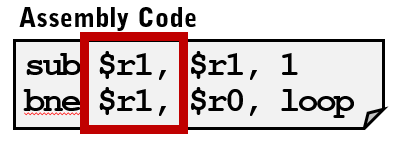 Assembly Code
sub $r1, $r1, 1
bne $r1, $r0, loop